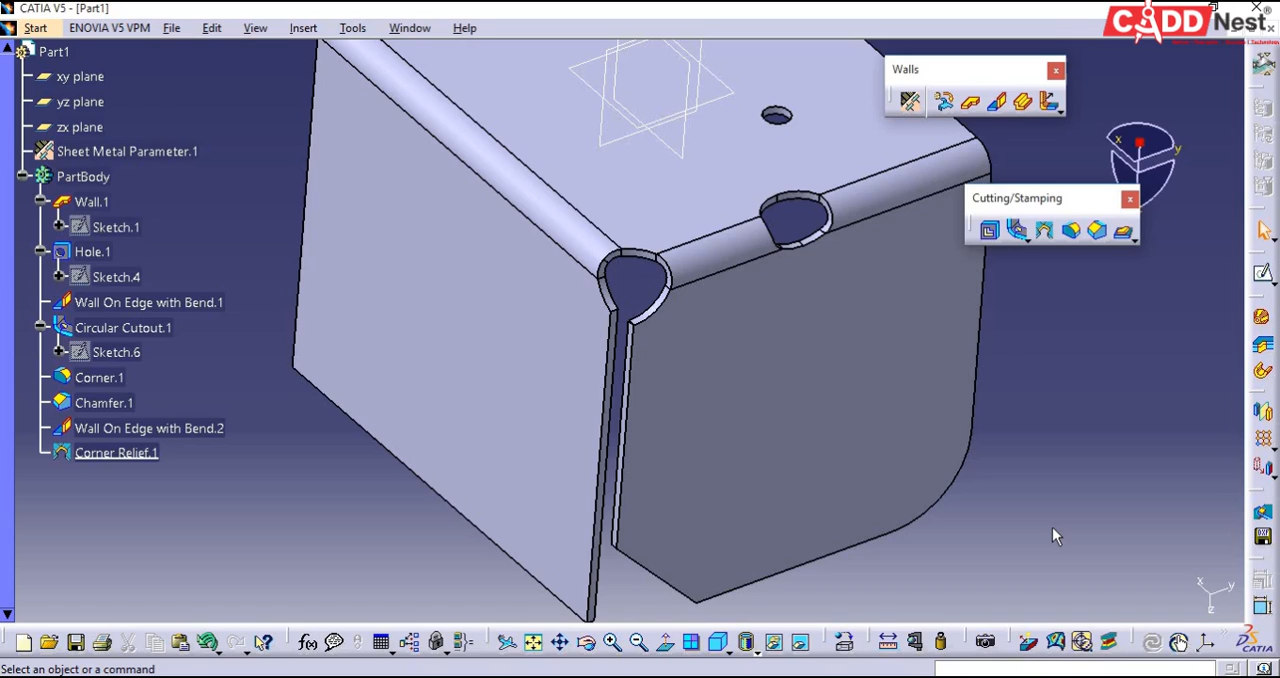 CATIA V5 - [Part1]
CADDNest®
Start ENOVIA V5 VPM File Edit View Insert Tools Window Help
Part1
xy plane
yz plane
zx plane
Sheet Metal Parameter.1
PartBody
Wall.1
Sketch.1
Hole.1
Sketch.4
Wall On Edge with Bend.1
Circular Cutout.1
Sketch.6
Corner.1
Chamfer.1
Wall On Edge with Bend.2
Corner Relief.1
Walls
x
y
Cutting/Stamping
x
y
z
f(x)
DXF
CATIA
Select an object or a command